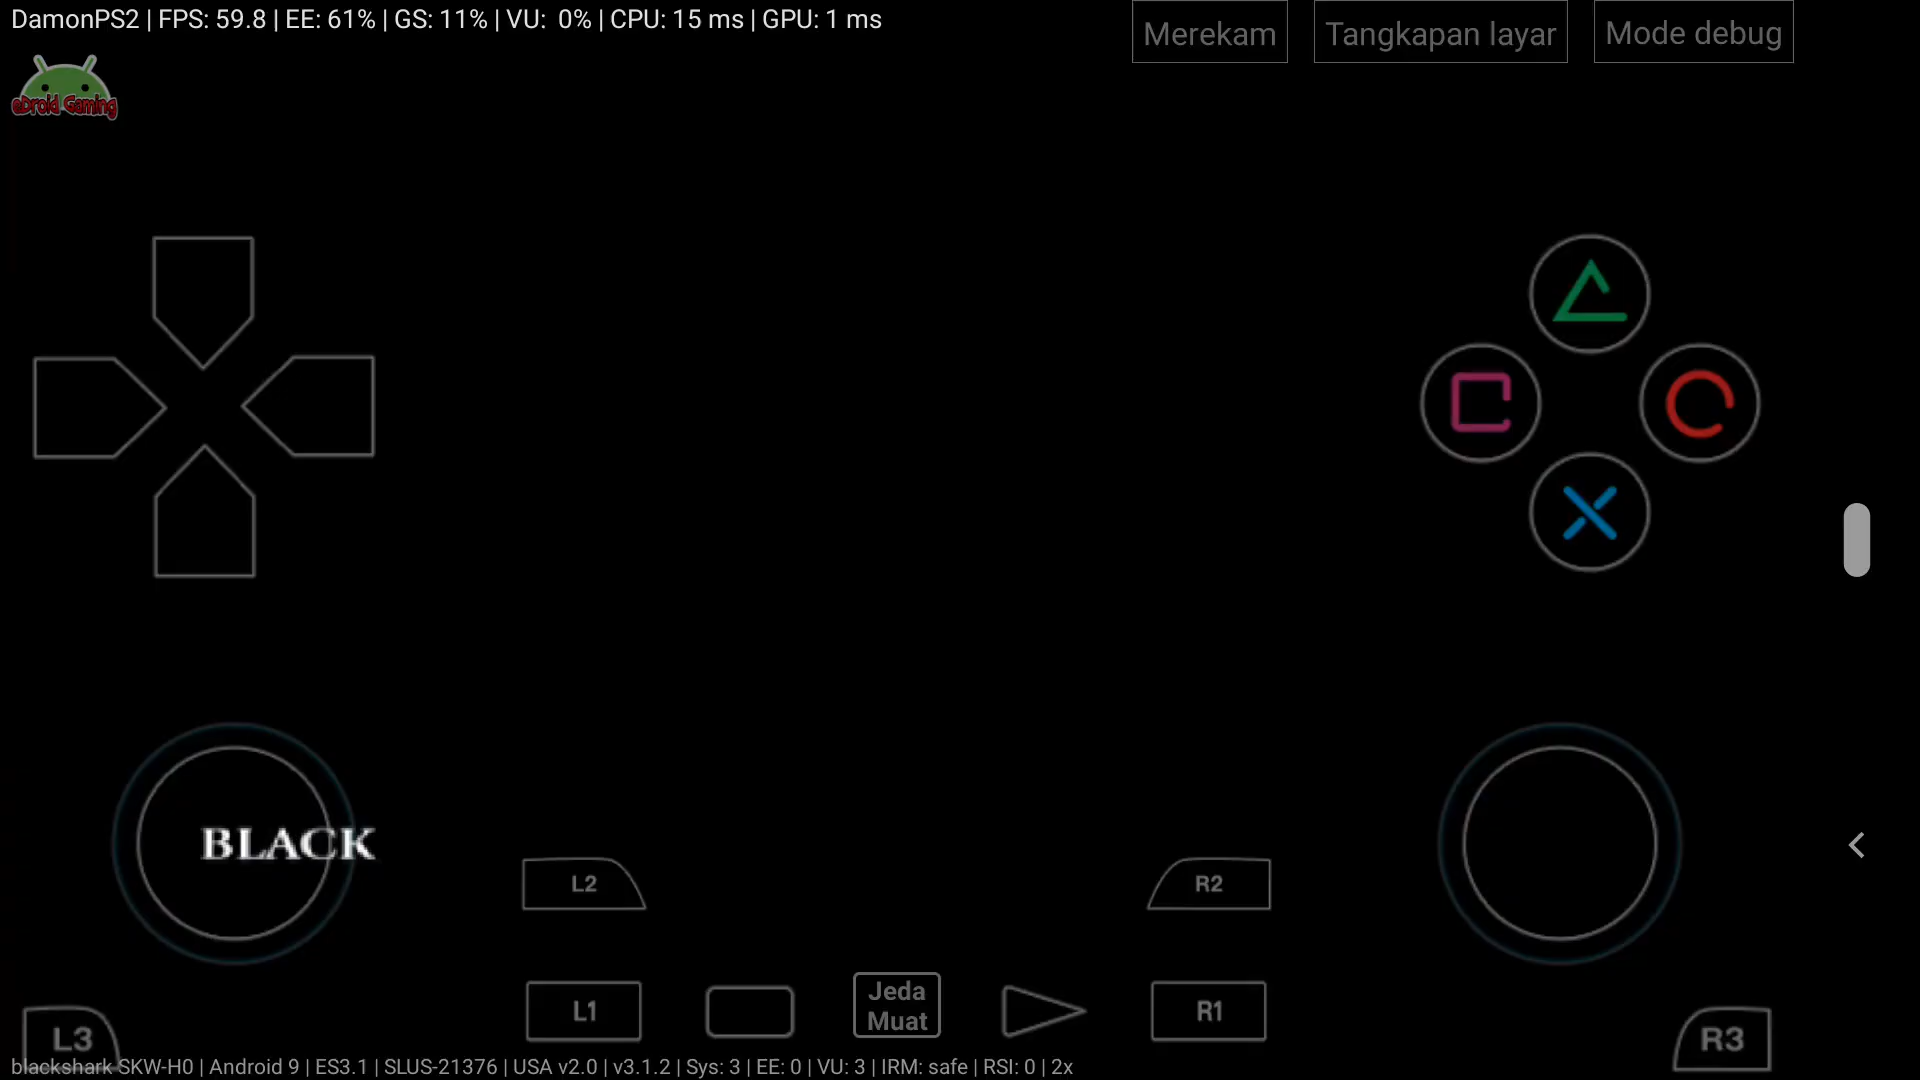 DamonPS2 | FPS: 59.8 | EE: 61% | GS: 11% | VU: 0% | CPU: 15 ms | GPU: 1 ms
Merekam
Tangkapan layar
Mode debug
eDroid Gaming
BLACK
L2
R2
L1
Jeda
Muat
R1
L3
R3
blackshark SKW-H0 | Android 9 | ES3.1 | SLUS-21376 | USA v2.0 | v3.1.2 | Sys: 3 | EE: 0 | VU: 3 | IRM: safe | RSI: 0 | 2x